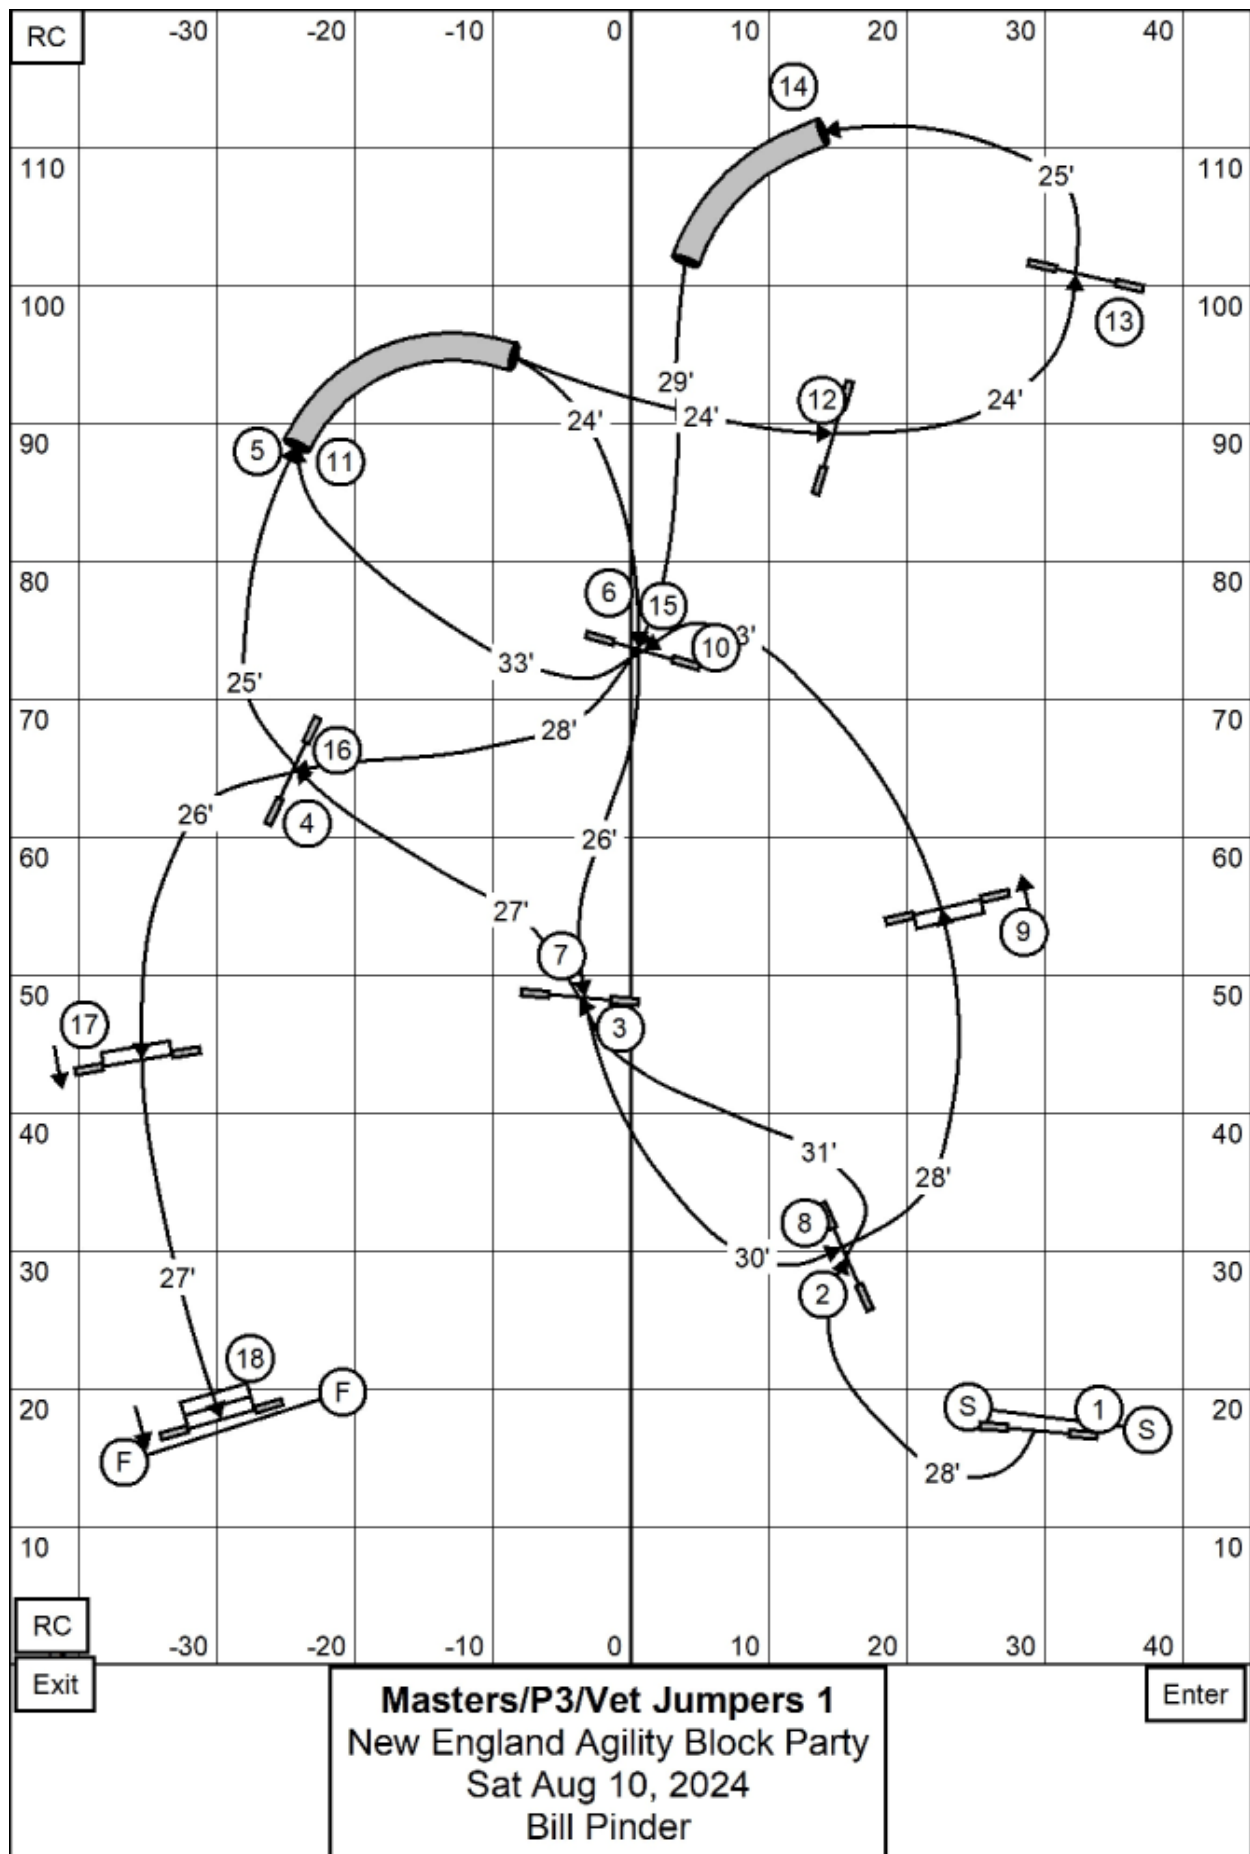 RC
-30 -20 -10 0 10 20 30 40
14
110 110
25'
100 100
13
29' 12 24'
24' 24'
90 90
5 11
80 80
6 15
10 3'
33'
25'
70 70
28'
16
26' 4
60 26' 60
27'
7 9
50 50
17 3
40 40
31'
28'
8
30 30' 30
27' 2
18
20 F S 1 20
F S
28'
10 10
RC
-30 -20 -10 0 10 20 30 40
Exit Enter
Masters/P3/Vet Jumpers 1
New England Agility Block Party
Sat Aug 10, 2024
Bill Pinder